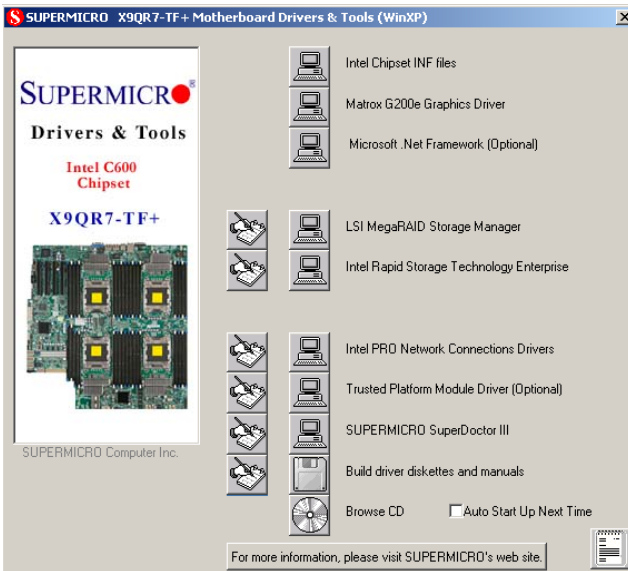 SUPERMICRO X9QR7-TF+ Motherboard Drivers & Tools (WinXP)
SUPERMICRO
Drivers & Tools
Intel C600
Chipset
X9QR7-TF+
SUPERMICRO Computer Inc.
Intel Chipset INF files
Matrox G200e Graphics Driver
Microsoft .Net Framework (Optional)
LSI MegaRAID Storage Manager
Intel Rapid Storage Technology Enterprise
Intel PRO Network Connections Drivers
Trusted Platform Module Driver (Optional)
SUPERMICRO SuperDoctor III
Build driver diskettes and manuals
Browse CD
Auto Start Up Next Time
For more information, please visit SUPERMICRO's web site.